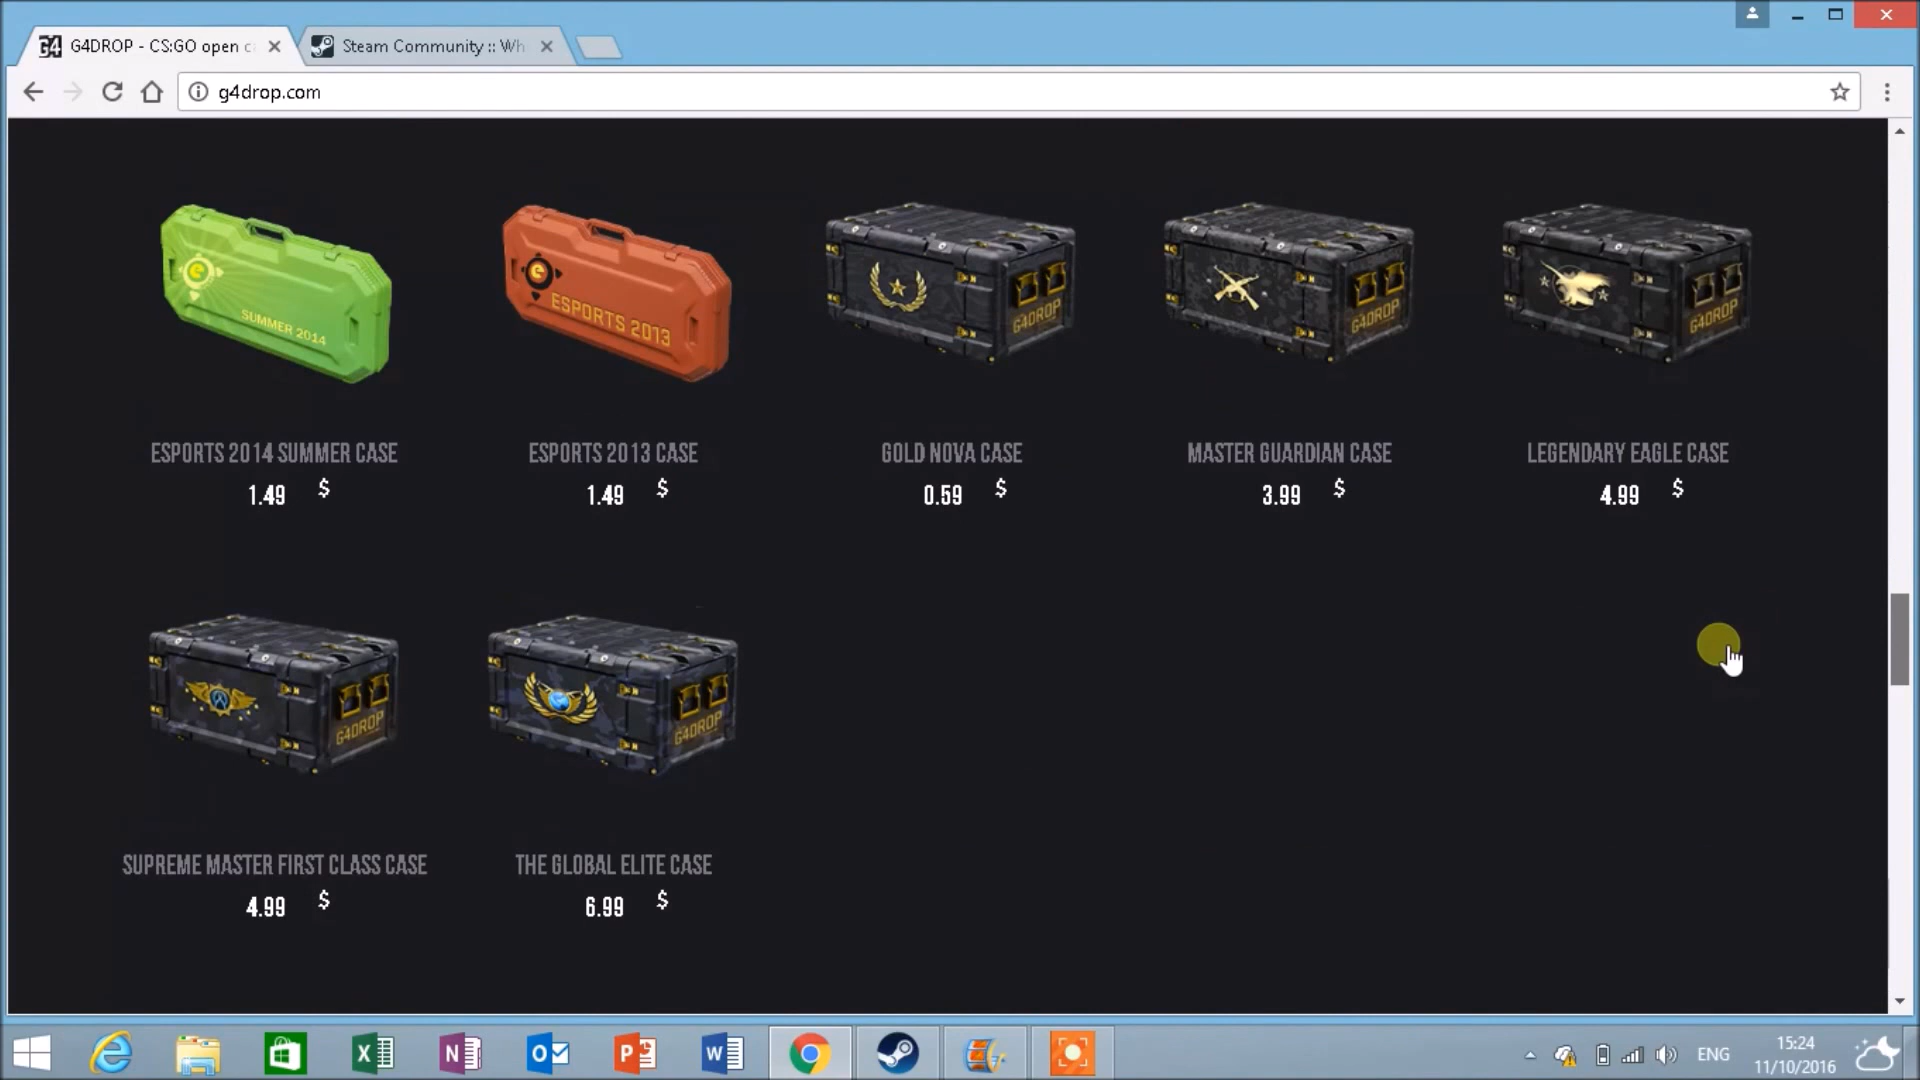 G4DROP - CS:GO open c
Steam Community :: Wh
g4drop.com
SUMMER 2014
ESPORTS 2013
G4DROP
G4DROP
G4DROP
ESPORTS 2014 SUMMER CASE
ESPORTS 2013 CASE
GOLD NOVA CASE
MASTER GUARDIAN CASE
LEGENDARY EAGLE CASE
1.49 $
1.49 $
0.59 $
3.99 $
4.99 $
G4DROP
G4DROP
SUPREME MASTER FIRST CLASS CASE
THE GLOBAL ELITE CASE
4.99 $
6.99 $
ENG
15:24
11/10/2016